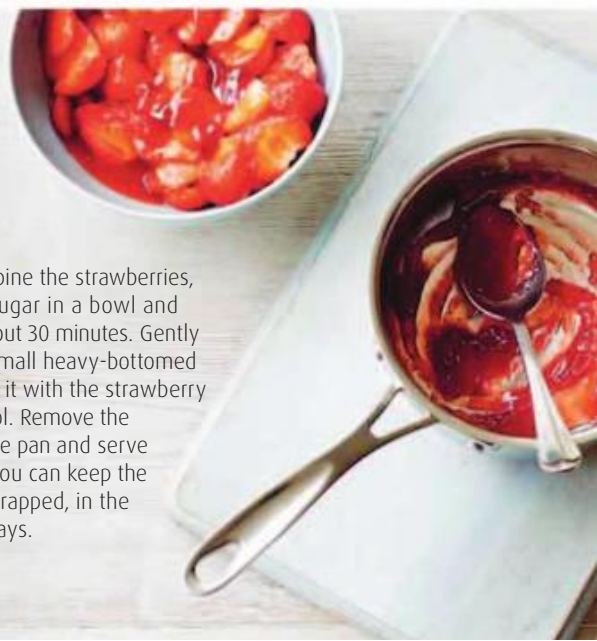 bine the strawberries,
ugar in a bowl and
out 30 minutes. Gently
mall heavy-bottomed
it with the strawberry
ol. Remove the
e pan and serve
ou can keep the
rapped, in the
ays.